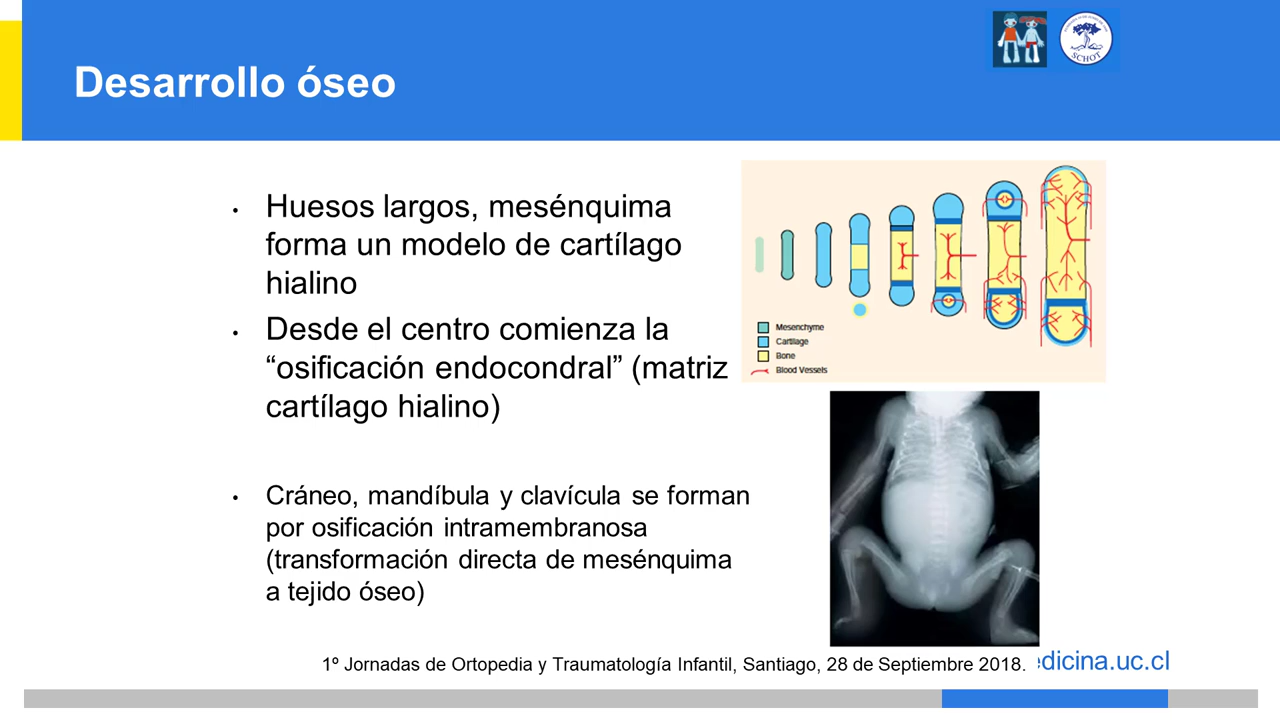 SCHOT
Desarrollo óseo
• Huesos largos, mesénquima
forma un modelo de cartílago
hialino
• Desde el centro comienza la
“osificación endocondral” (matriz
cartílago hialino)
Mesenchyme
Cartilage
Bone
Blood Vessels
• Cráneo, mandíbula y clavícula se forman
por osificación intramembranosa
(transformación directa de mesénquima
a tejido óseo)
1º Jornadas de Ortopedia y Traumatología Infantil, Santiago, 28 de Septiembre 2018.
edicina.uc.cl